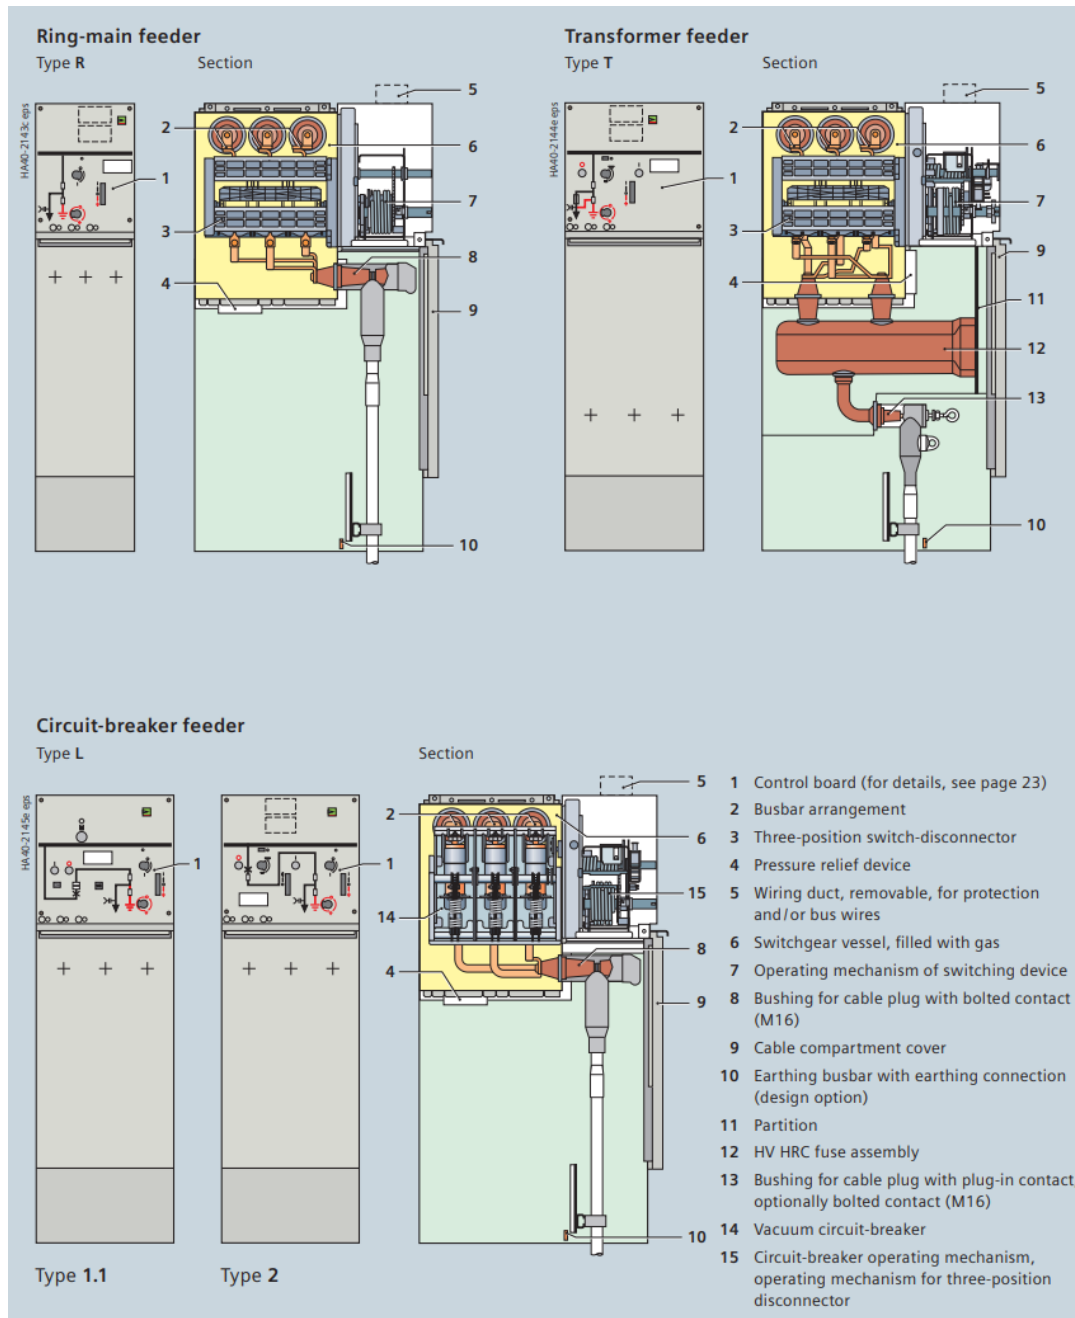 Ring-main feeder
Type R
Section
HA40-2143c eps
1
2
3
4
5
6
7
8
9
10
Transformer feeder
Type T
Section
HA40-2144e eps
1
2
3
4
5
6
7
9
11
12
13
10
Circuit-breaker feeder
Type L
Section
HA40-2145e eps
1
1
2
14
4
5
6
15
8
9
10
Type 1.1
Type 2
1 Control board (for details, see page 23)
2 Busbar arrangement
3 Three-position switch-disconnector
4 Pressure relief device
5 Wiring duct, removable, for protection
and/or bus wires
6 Switchgear vessel, filled with gas
7 Operating mechanism of switching device
8 Bushing for cable plug with bolted contact
(M16)
9 Cable compartment cover
10 Earthing busbar with earthing connection
(design option)
11 Partition
12 HV HRC fuse assembly
13 Bushing for cable plug with plug-in contact,
optionally bolted contact (M16)
14 Vacuum circuit-breaker
15 Circuit-breaker operating mechanism,
operating mechanism for three-position
disconnector